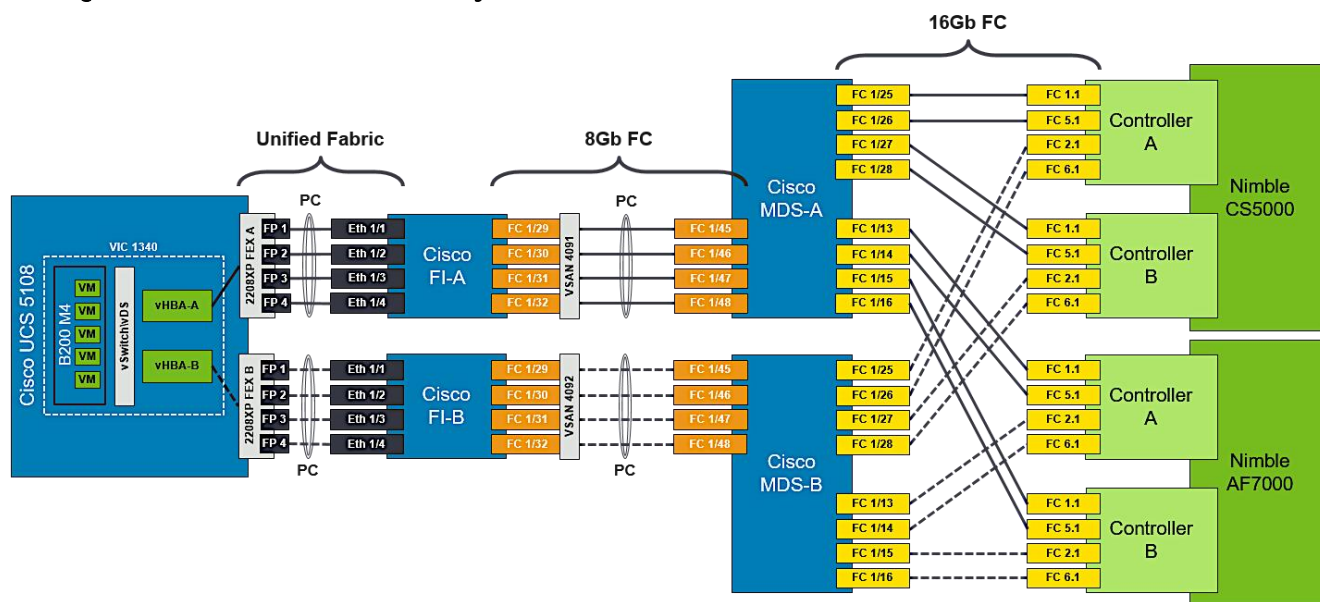 16Gb FC
Unified Fabric
8Gb FC
PC
PC
Cisco UCS 5108
VIC 1340
B200 M4
VM
VM
VM
VM
VM
vSwitch\vDS
vHBA-A
vHBA-B
2208XP FEX A
FP 1
FP 2
FP 3
FP 4
Eth 1/1
Eth 1/2
Eth 1/3
Eth 1/4
Cisco
FI-A
FC 1/29
FC 1/30
FC 1/31
FC 1/32
VSAN 4091
FC 1/45
FC 1/46
FC 1/47
FC 1/48
Cisco
MDS-A
FC 1/25
FC 1/26
FC 1/27
FC 1/28
FC 1/13
FC 1/14
FC 1/15
FC 1/16
2208XP FEX B
FP 1
FP 2
FP 3
FP 4
PC
Eth 1/1
Eth 1/2
Eth 1/3
Eth 1/4
Cisco
FI-B
FC 1/29
FC 1/30
FC 1/31
FC 1/32
VSAN 4092
PC
FC 1/45
FC 1/46
FC 1/47
FC 1/48
Cisco
MDS-B
FC 1/25
FC 1/26
FC 1/27
FC 1/28
FC 1/13
FC 1/14
FC 1/15
FC 1/16
FC 1.1
FC 5.1
FC 2.1
FC 6.1
Controller
A
FC 1.1
FC 5.1
FC 2.1
FC 6.1
Controller
B
Nimble
CS5000
FC 1.1
FC 5.1
FC 2.1
FC 6.1
Controller
A
FC 1.1
FC 5.1
FC 2.1
FC 6.1
Controller
B
Nimble
AF7000